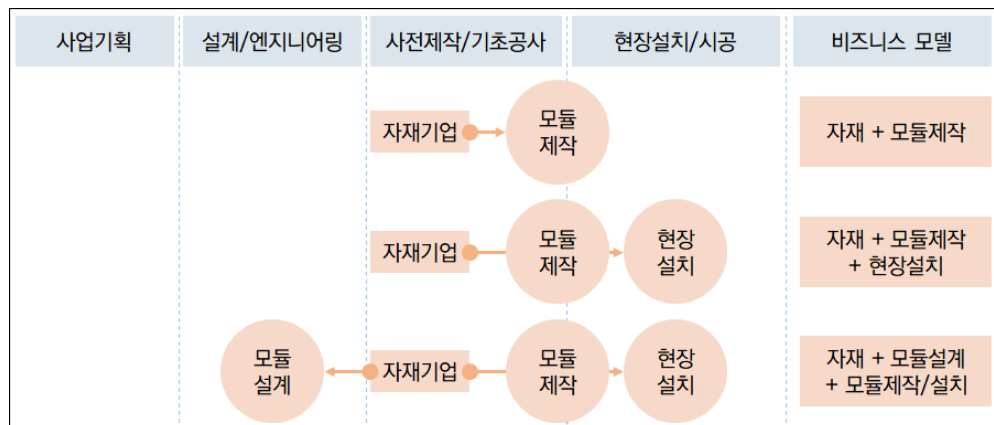 사업기획
설계/엔지니어링
사전제작/기초공사
현장설치/시공
비즈니스 모델
자재기업
모듈
제작
자재 + 모듈제작
자재기업
모듈
제작
현장
설치
자재 + 모듈제작
+ 현장설치
모듈
설계
자재기업
모듈
제작
현장
설치
자재 + 모듈설계
+ 모듈제작/설치